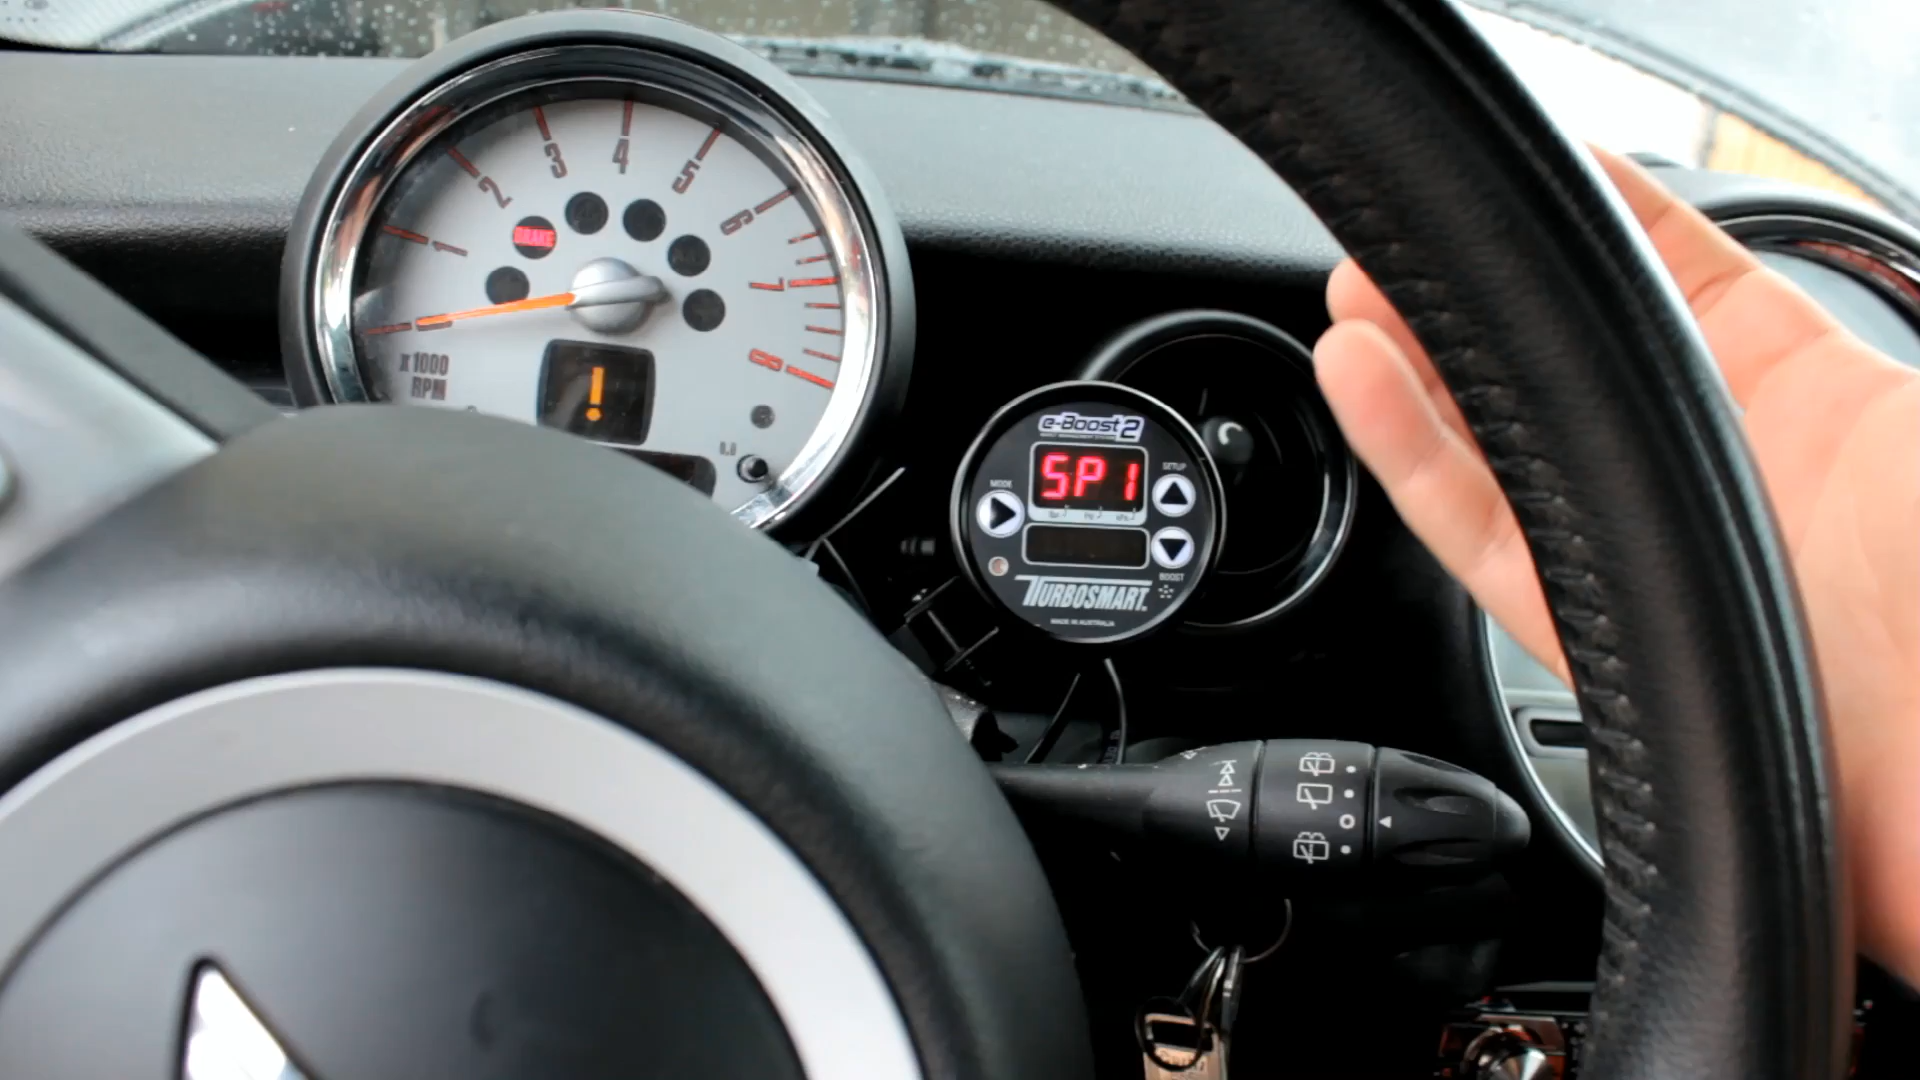 1
2
3
4
5
6
7
8
BRAKE
x 1000
RPM
!
e-Boost2
SP1
MODE
SETUP
BOOST
TURBOSMART
MADE IN AUSTRALIA